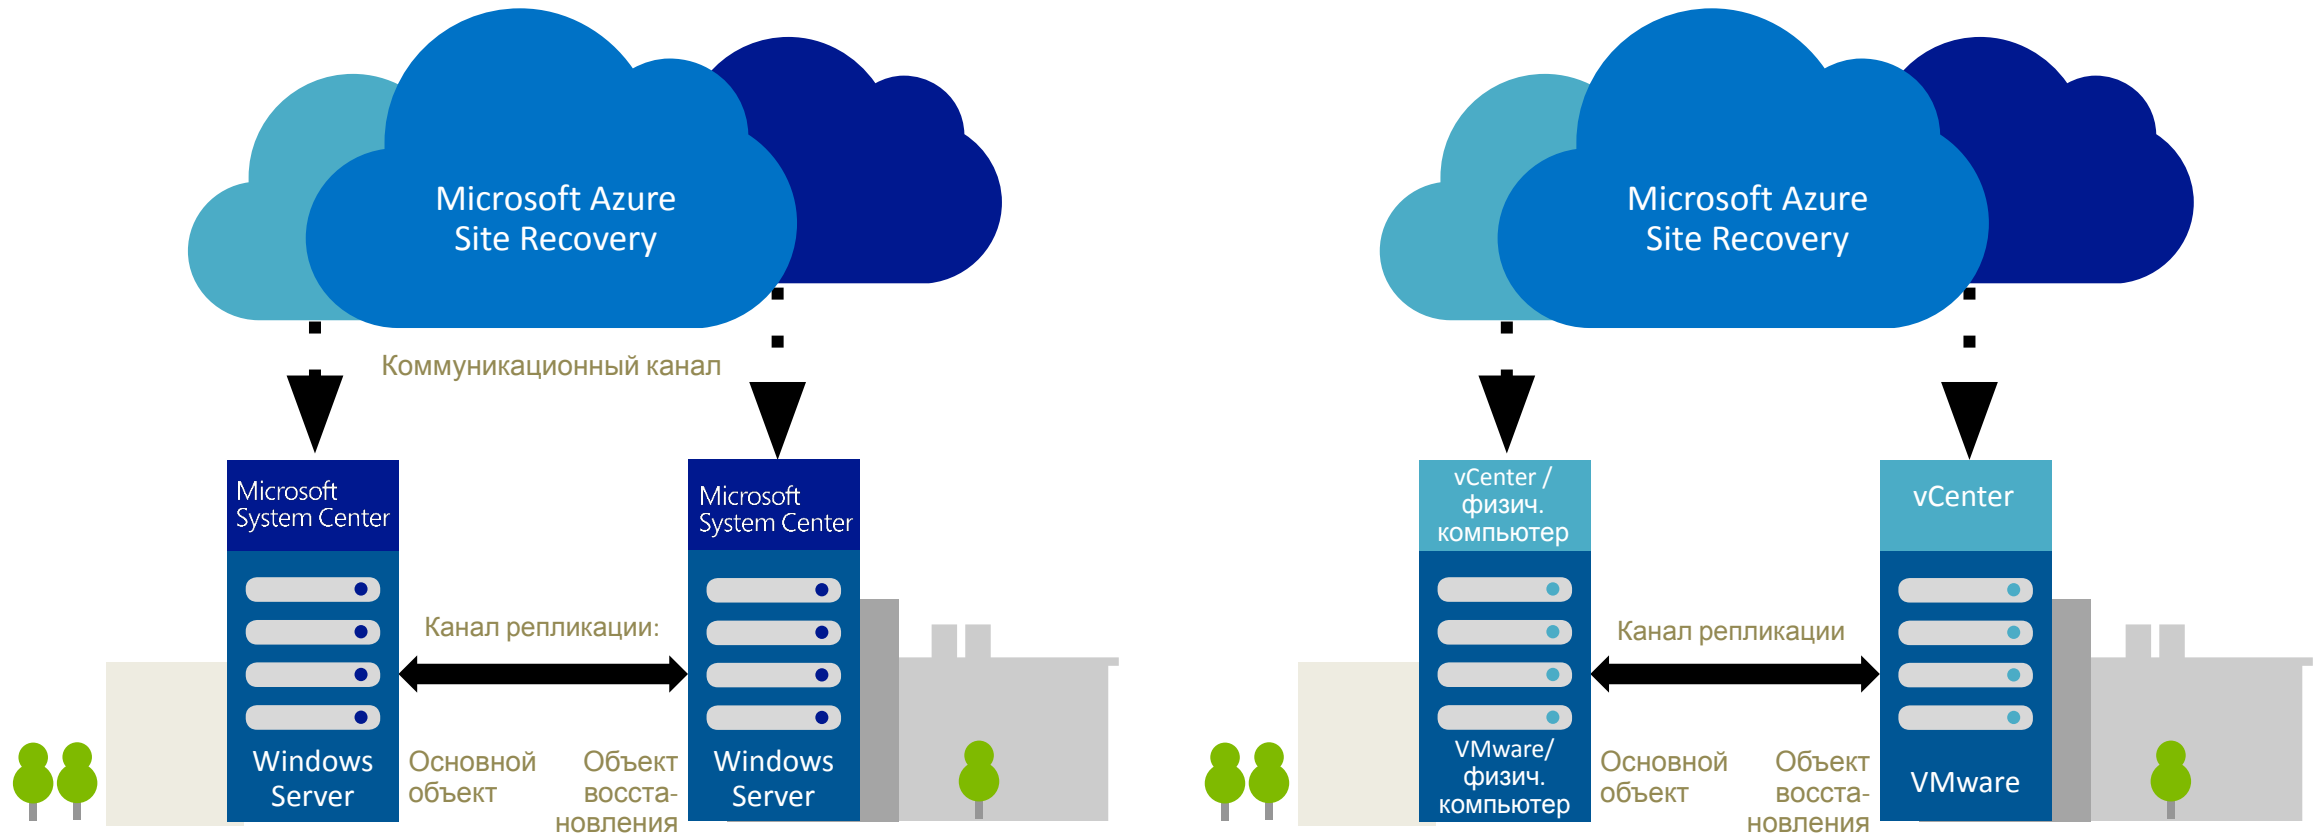 Microsoft Azure
Site Recovery
Коммуникационный канал
Microsoft
System Center
Microsoft
System Center
Канал репликации:
Windows
Server
Основной
объект
Объект
восста-
новления
Windows
Server
Microsoft Azure
Site Recovery
vCenter /
физич.
компьютер
vCenter
Канал репликации
VMware/
физич.
компьютер
Основной
объект
Объект
восста-
новления
VMware